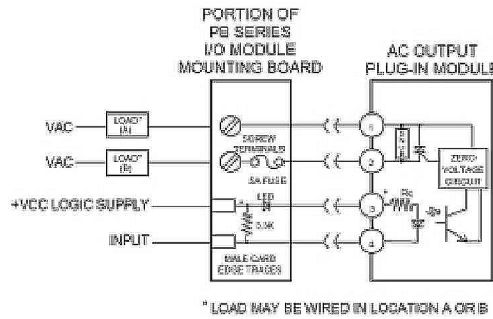 PORTION OF
PB SERIES
I/O MODULE
MOUNTING BOARD
AC OUTPUT
PLUG-IN MODULE
VAC
LOAD*
(A)
1
SCREW
TERMINALS
VAC
LOAD*
(B)
2
5A FUSE
ZERO
VOLTAGE
CIRCUIT
+VCC LOGIC SUPPLY
LED
+
3
3.3K
INPUT
4
MALE CARD
EDGE TRACES
* LOAD MAY BE WIRED IN LOCATION A OR B